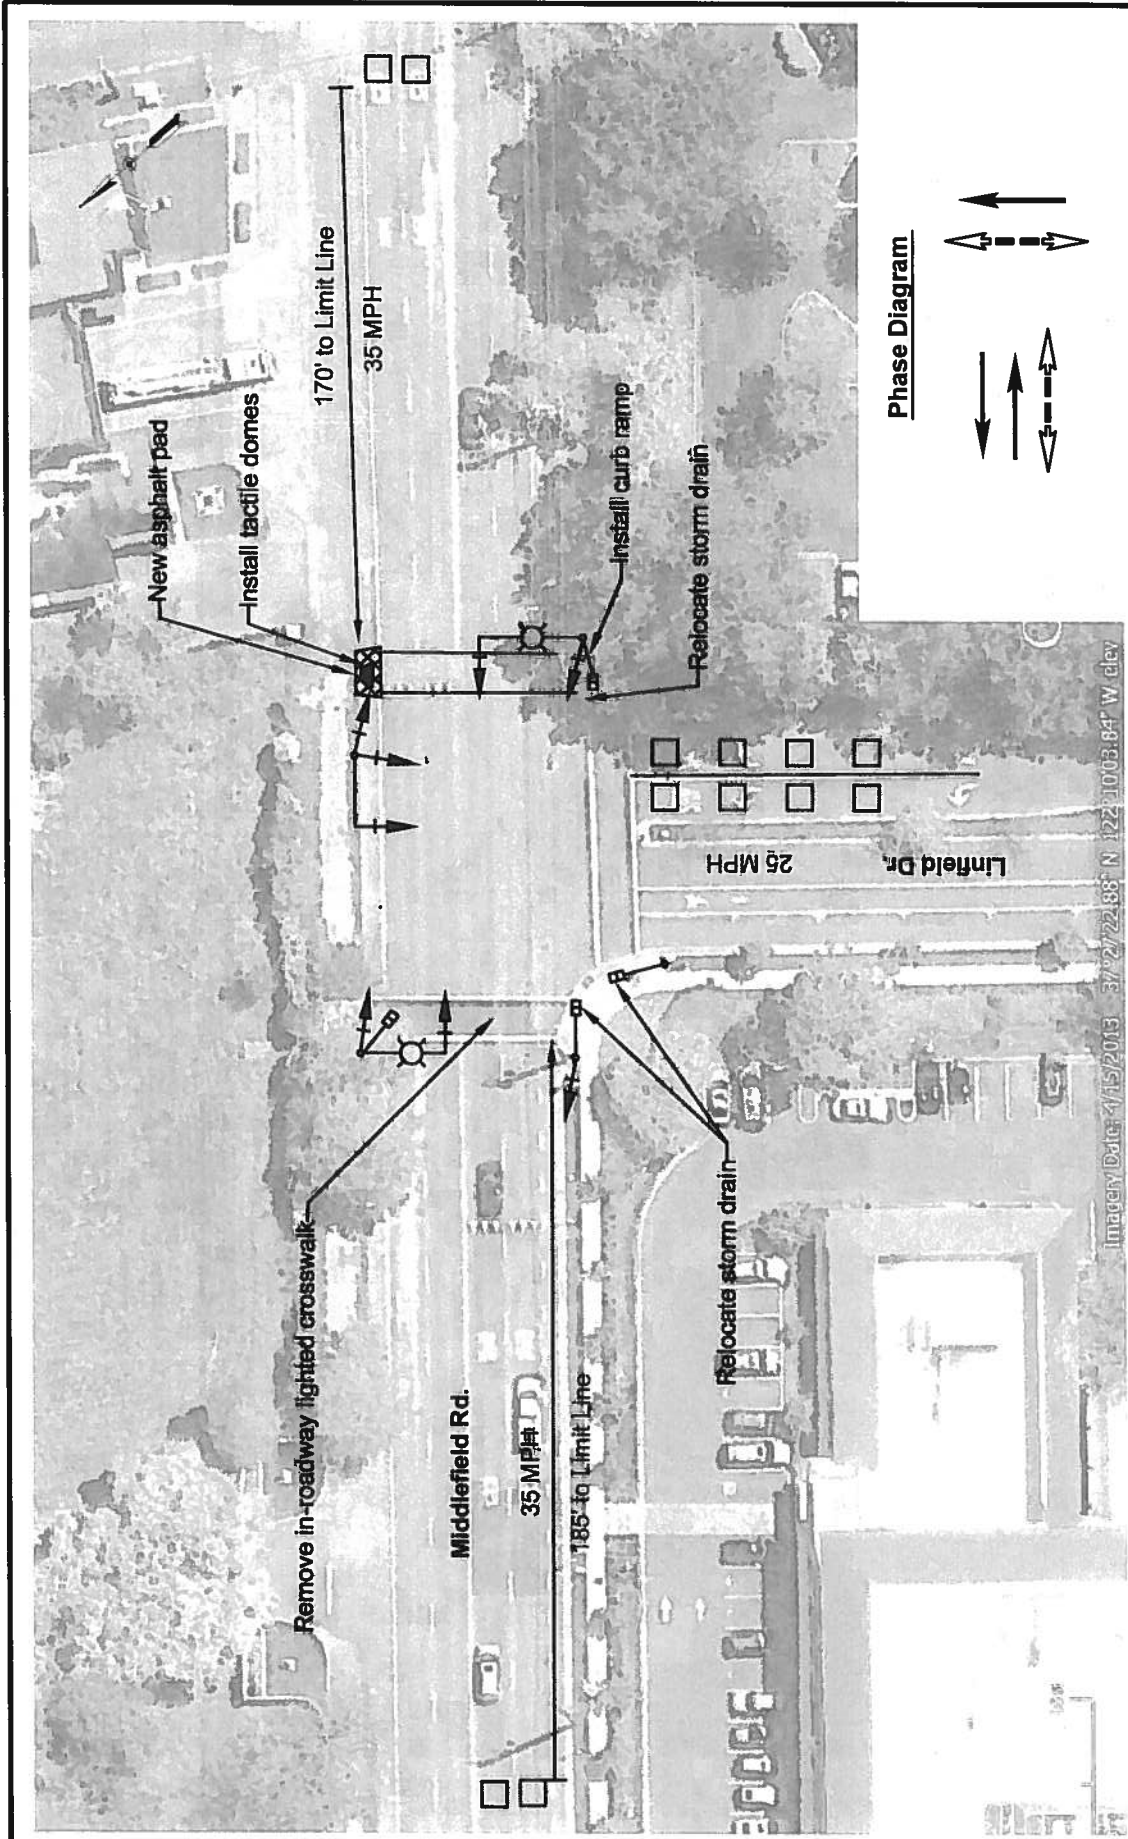 New asphalt pad
Install tactile domes
170' to Limit Line
35 MPH
Install curb ramp
Relocate storm drain
Phase Diagram
25 MPH
Linfield Dr.
Remove in-roadway lighted crosswalk
Middlefield Rd.
35 MPH
185' to Limit Line
Relocate storm drain
Imagery Date: 4/15/2013